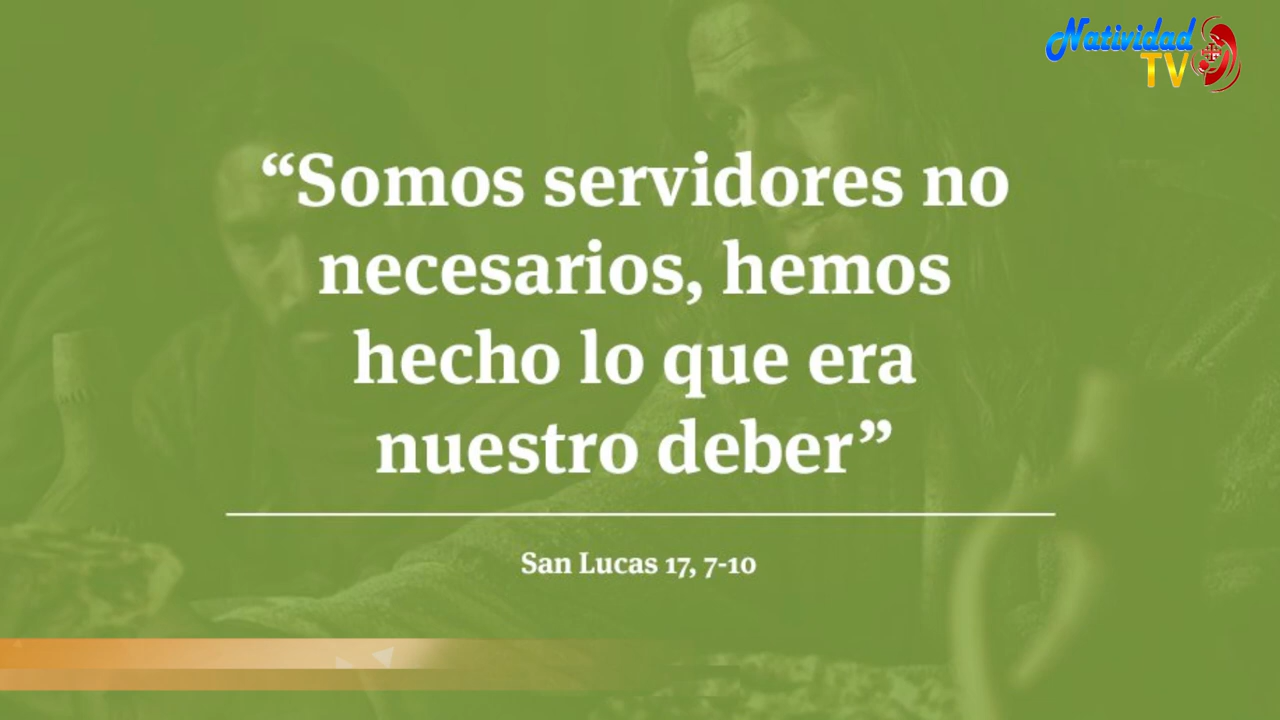 Natividad
TV
“Somos servidores no
necesarios, hemos
hecho lo que era
nuestro deber”
San Lucas 17, 7-10